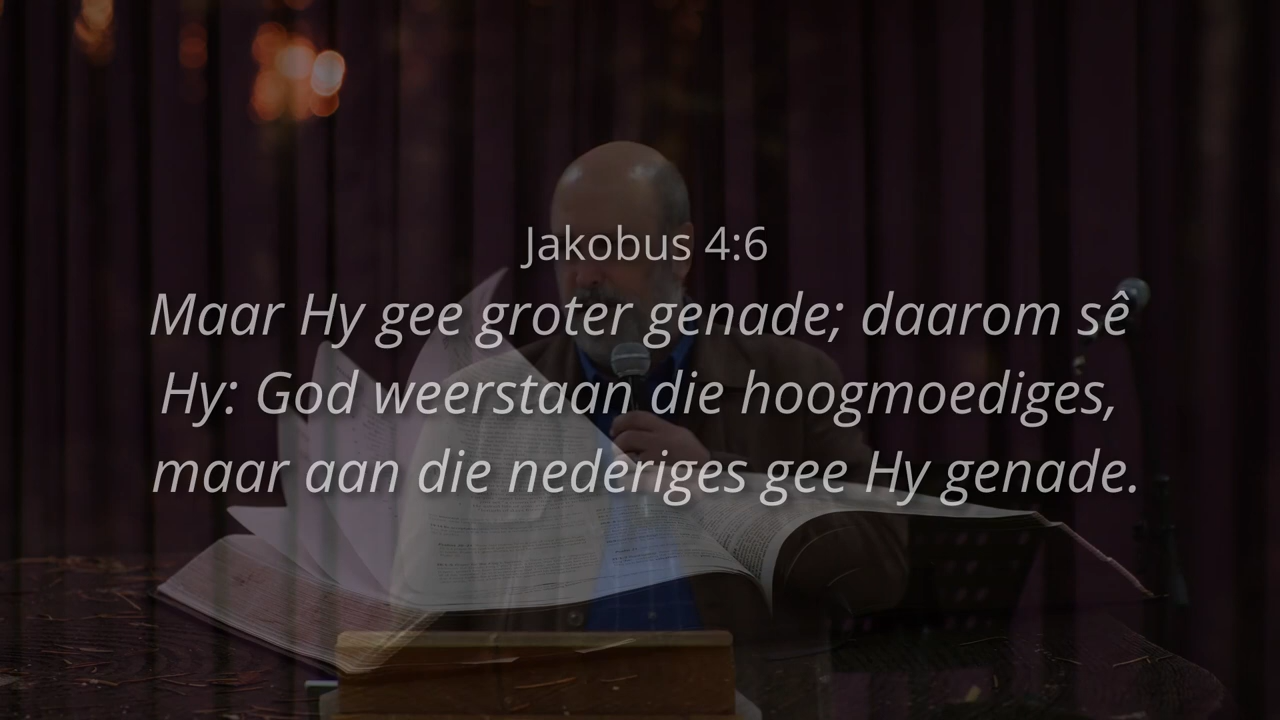 Jakobus 4:6
Maar Hy gee groter genade; daarom sê
Hy: God weerstaan die hoogmoediges,
maar aan die nederiges gee Hy genade.